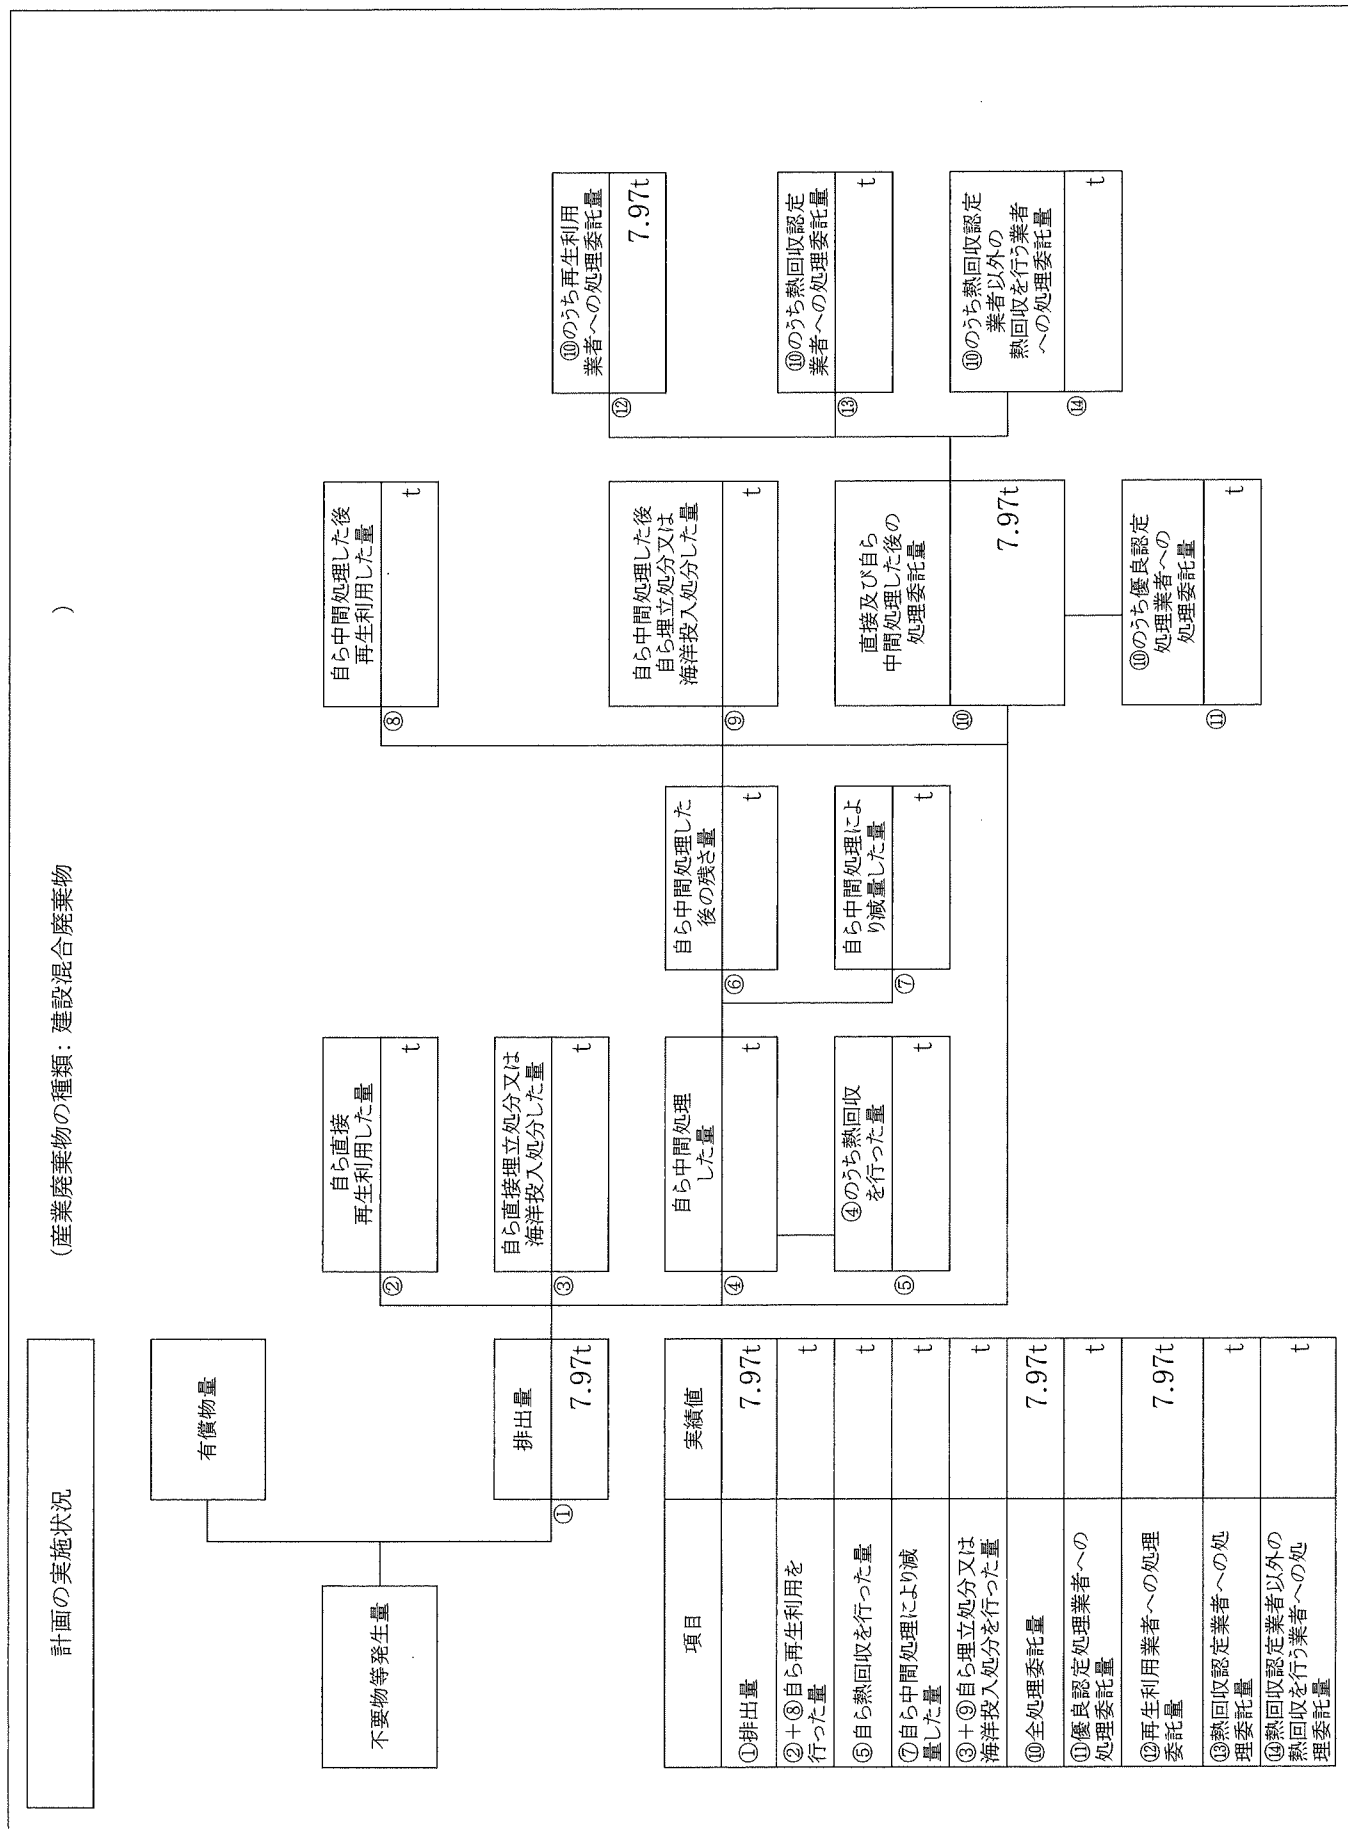 計画の実施状況
(産業廃棄物の種類:建設混合廃棄物
)
有償物量
不要物等発生量
排出量
①
7.97t
自ら直接
再生利用した量
②
t
自ら直接埋立処分又は
海洋投入処分した量
③
t
自ら中間処理
した量
④
t
④のうち熱回収
を行った量
⑤
t
自ら中間処理した
後の残さ量
⑥
t
自ら中間処理によ
り減量した量
⑦
t
自ら中間処理した後
再生利用した量
⑧
t
自ら中間処理した後
自ら埋立処分又は
海洋投入処分した量
⑨
t
直接及び自ら
中間処理した後の
処理委託量
⑩
7.97t
⑩のうち優良認定
処理業者への
処理委託量
⑪
t
⑩のうち再生利用
業者への処理委託量
⑫
7.97t
⑩のうち熱回収認定
業者への処理委託量
⑬
t
⑩のうち熱回収認定
業者以外の
熱回収を行う業者
への処理委託量
⑭
t
項目 実績値
①排出量 7.97t
②+⑧自ら再生利用を
行った量 t
⑤自ら熱回収を行った量 t
⑦自ら中間処理により減
量した量 t
③+⑨自ら埋立処分又は
海洋投入処分を行った量 t
⑩全処理委託量 7.97t
⑪優良認定処理業者への
処理委託量 t
⑫再生利用業者への処理
委託量 7.97t
⑬熱回収認定業者への処
理委託量 t
⑭熱回収認定業者以外の
熱回収を行う業者への処
理委託量 t